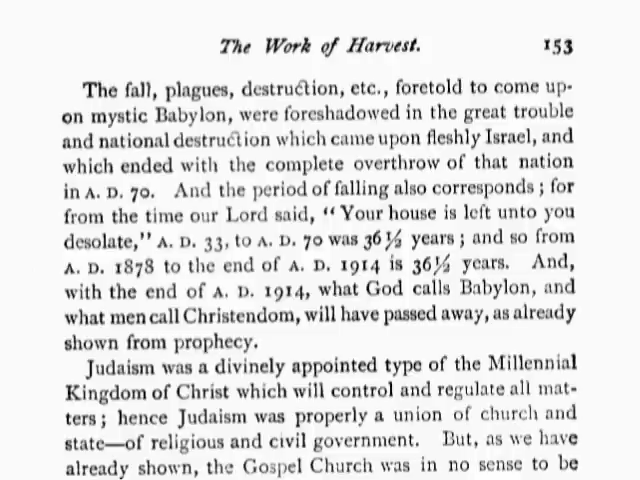 The Work of Harvest. 153
The fall, plagues, destruction, etc., foretold to come up-
on mystic Babylon, were foreshadowed in the great trouble
and national destruction which came upon fleshly Israel, and
which ended with the complete overthrow of that nation
in A. D. 70. And the period of falling also corresponds; for
from the time our Lord said, "Your house is left unto you
desolate," A. D. 33, to A. D. 70 was 36½ years; and so from
A. D. 1878 to the end of A. D. 1914 is 36½ years. And,
with the end of A. D. 1914, what God calls Babylon, and
what men call Christendom, will have passed away, as already
shown from prophecy.
Judaism was a divinely appointed type of the Millennial
Kingdom of Christ which will control and regulate all mat-
ters; hence Judaism was properly a union of church and
state—of religious and civil government. But, as we have
already shown, the Gospel Church was in no sense to be